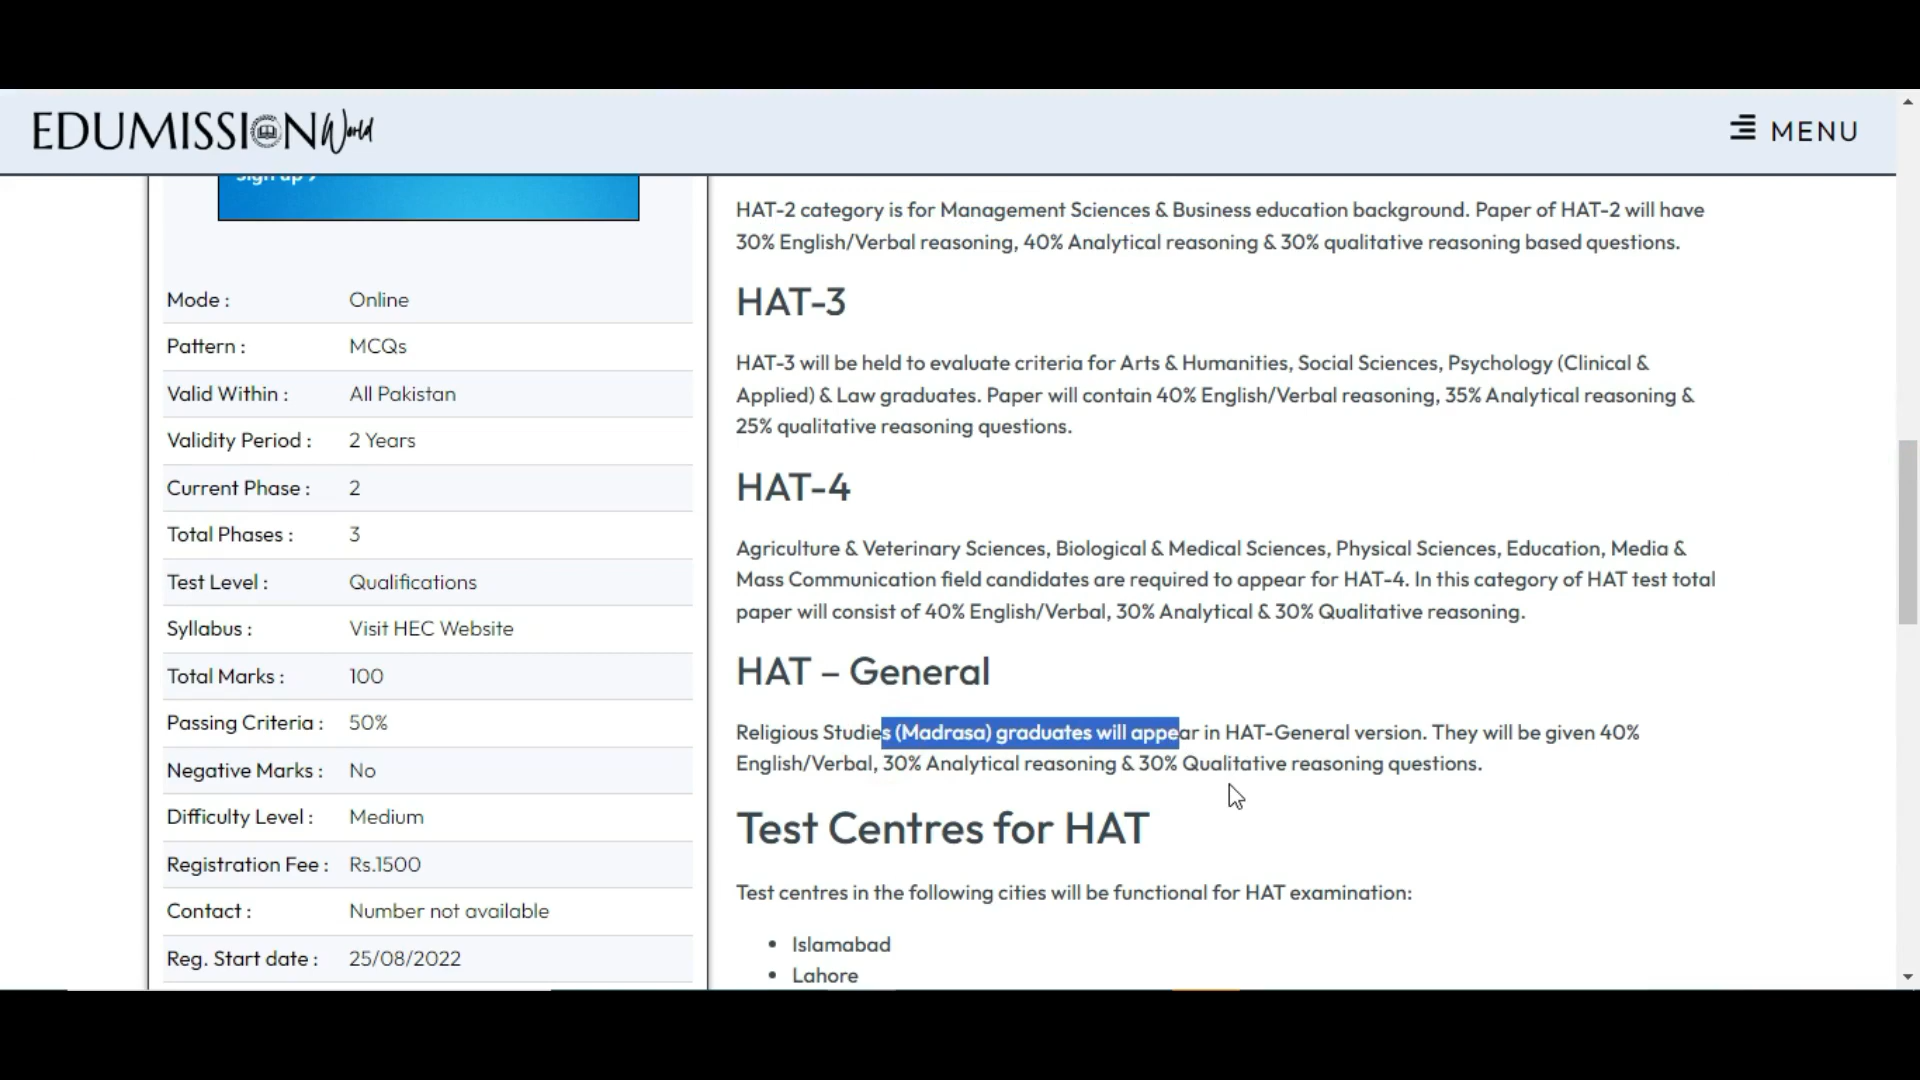 EDUMISSION World
MENU
Sign up
Mode : Online
Pattern : MCQs
Valid Within : All Pakistan
Validity Period : 2 Years
Current Phase : 2
Total Phases : 3
Test Level : Qualifications
Syllabus : Visit HEC Website
Total Marks : 100
Passing Criteria : 50%
Negative Marks : No
Difficulty Level : Medium
Registration Fee : Rs.1500
Contact : Number not available
Reg. Start date : 25/08/2022
HAT-2 category is for Management Sciences & Business education background. Paper of HAT-2 will have
30% English/Verbal reasoning, 40% Analytical reasoning & 30% qualitative reasoning based questions.
HAT-3
HAT-3 will be held to evaluate criteria for Arts & Humanities, Social Sciences, Psychology (Clinical &
Applied) & Law graduates. Paper will contain 40% English/Verbal reasoning, 35% Analytical reasoning &
25% qualitative reasoning questions.
HAT-4
Agriculture & Veterinary Sciences, Biological & Medical Sciences, Physical Sciences, Education, Media &
Mass Communication field candidates are required to appear for HAT-4. In this category of HAT test total
paper will consist of 40% English/Verbal, 30% Analytical & 30% Qualitative reasoning.
HAT – General
Religious Studies (Madrasa) graduates will appear in HAT-General version. They will be given 40%
English/Verbal, 30% Analytical reasoning & 30% Qualitative reasoning questions.
Test Centres for HAT
Test centres in the following cities will be functional for HAT examination:
• Islamabad
• Lahore